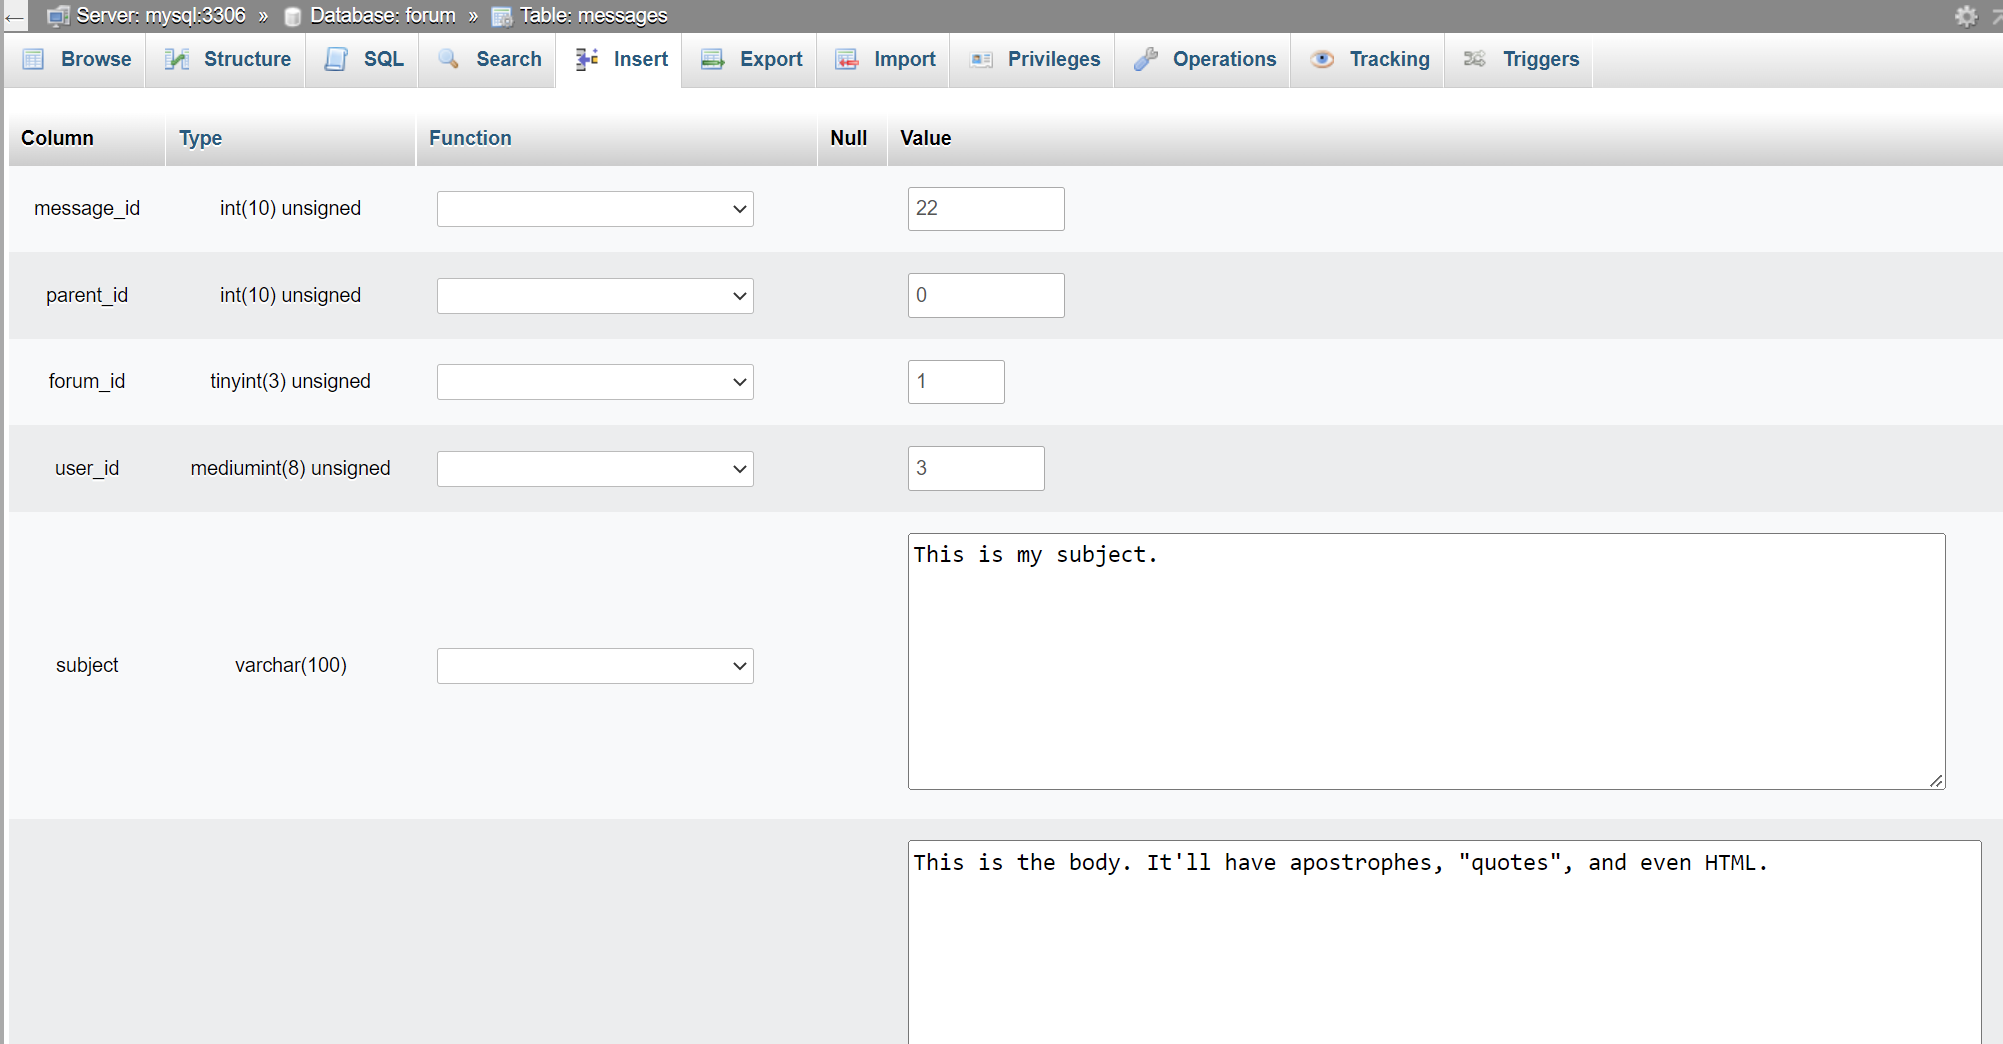 Server: mysql:3306 » Database: forum » Table: messages
Browse Structure SQL Search Insert Export Import Privileges Operations Tracking Triggers
Column Type Function Null Value
message_id int(10) unsigned 22
parent_id int(10) unsigned 0
forum_id tinyint(3) unsigned 1
user_id mediumint(8) unsigned 3
This is my subject.
subject varchar(100)
This is the body. It'll have apostrophes, "quotes", and even HTML.